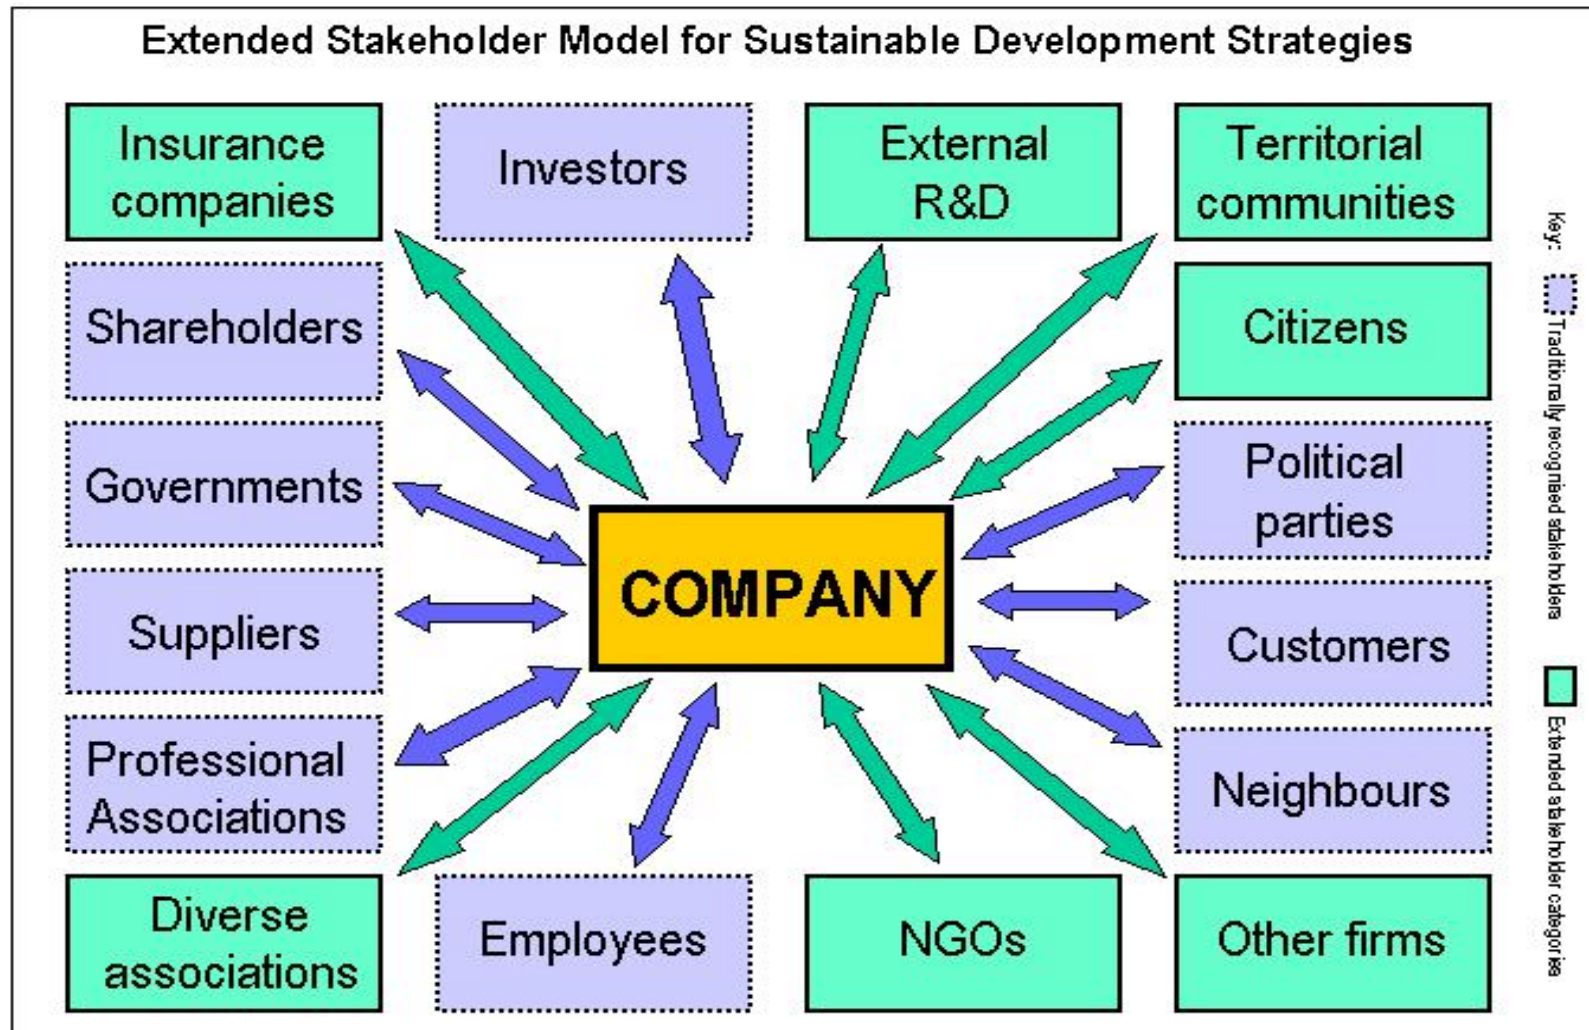 Extended Stakeholder Model for Sustainable Development Strategies
Insurance
companies
Investors
External
R&D
Territorial
communities
Shareholders
Citizens
Governments
Political
parties
COMPANY
Suppliers
Customers
Professional
Associations
Neighbours
Diverse
associations
Employees
NGOs
Other firms
Key:
Traditionally recognised stakeholders
Extended stakeholder categories